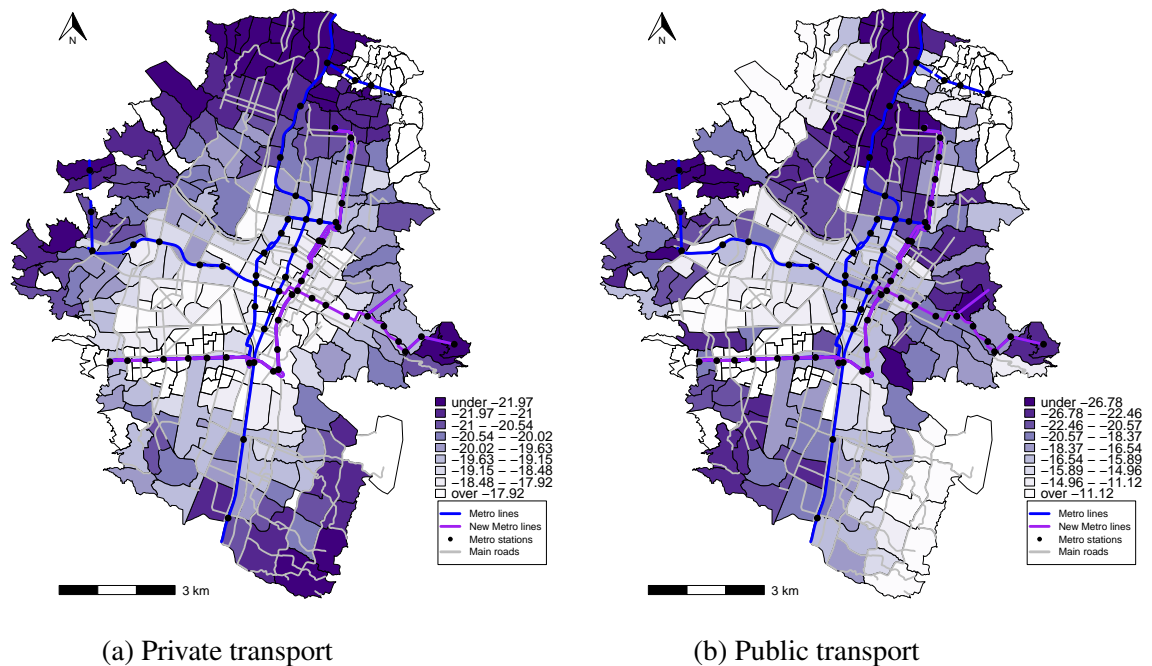 N
under −21.97
−21.97 − −21
−21 − −20.54
−20.54 − −20.02
−20.02 − −19.63
−19.63 − −19.15
−19.15 − −18.48
−18.48 − −17.92
over −17.92
Metro lines
New Metro lines
Metro stations
Main roads
3 km
(a) Private transport
N
under −26.78
−26.78 − −22.46
−22.46 − −20.57
−20.57 − −18.37
−18.37 − −16.54
−16.54 − −15.89
−15.89 − −14.96
−14.96 − −11.12
over −11.12
Metro lines
New Metro lines
Metro stations
Main roads
3 km
(b) Public transport